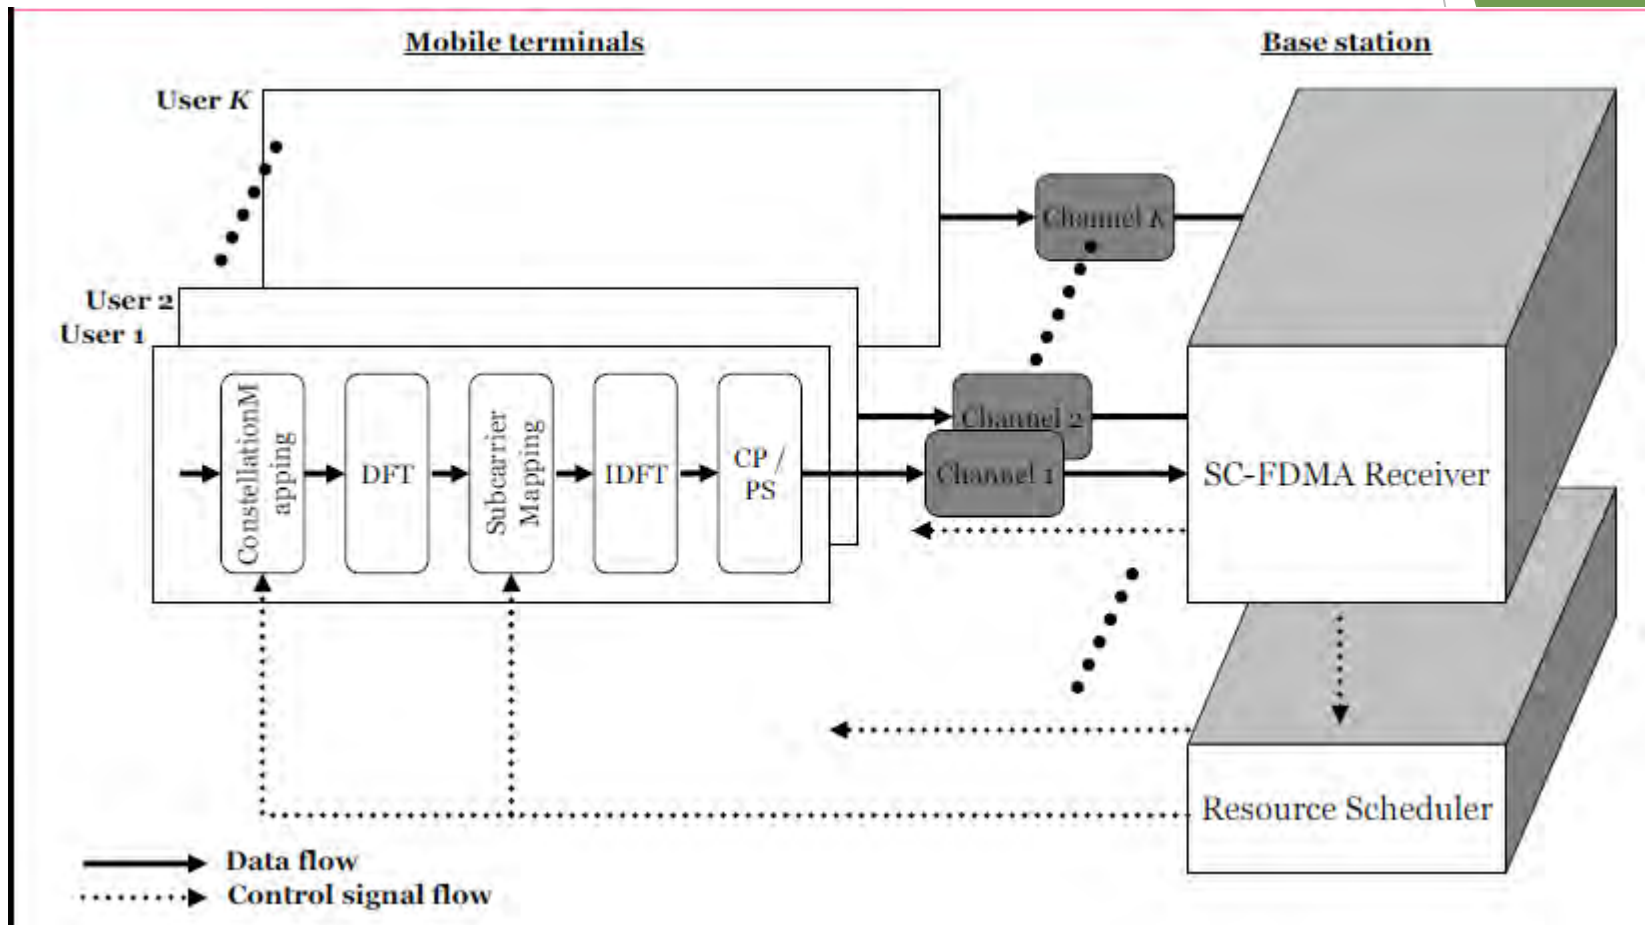 Mobile terminals
Base station
User K
Channel K
User 2
User 1
ConstellationM
apping
DFT
Subcarrier
Mapping
IDFT
CP /
PS
Channel 2
Channel 1
SC-FDMA Receiver
Resource Scheduler
Data flow
Control signal flow